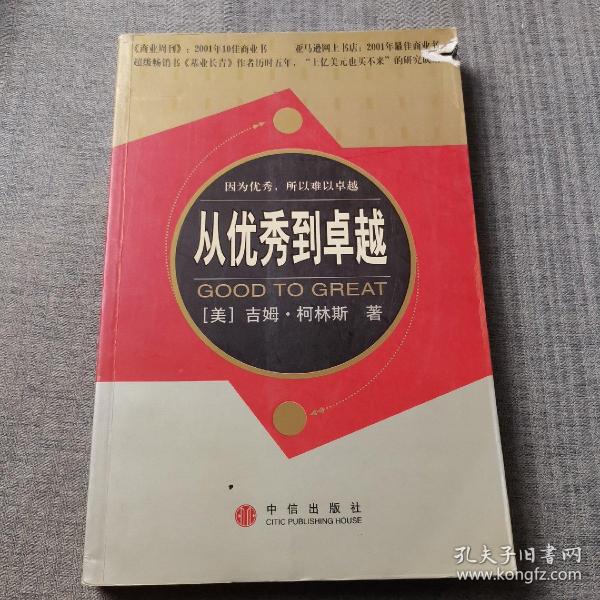 《商业周刊》：2001年10佳商业书 亚马逊网上书店：2001年最佳商业书
超级畅销书《基业长青》作者历时五年，“上亿美元也买不来”的研究成
因为优秀，所以难以卓越
从优秀到卓越
GOOD TO GREAT
［美］吉姆·柯林斯 著
中信出版社
CITIC PUBLISHING HOUSE
孔夫子旧书网
www.kongfz.com